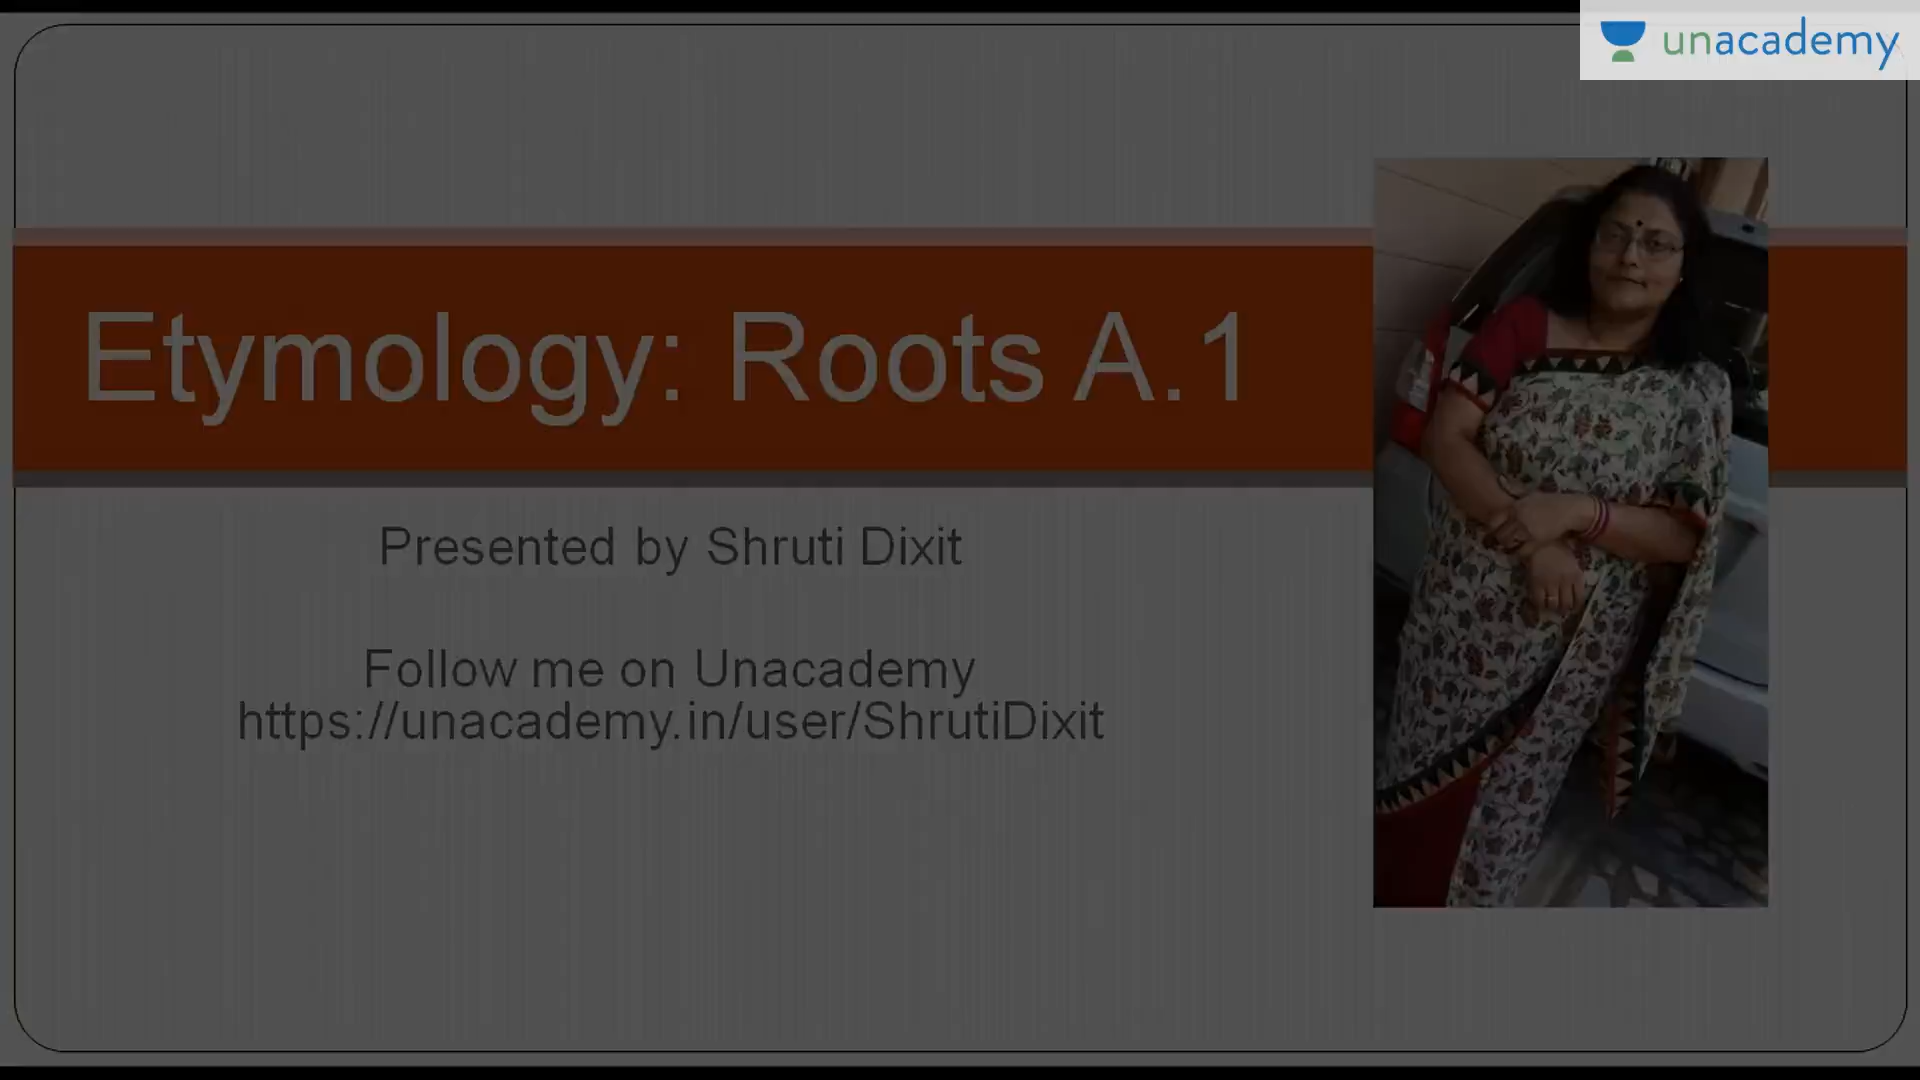 unacademy
Etymology: Roots A.1
Presented by Shruti Dixit
Follow me on Unacademy
https://unacademy.in/user/ShrutiDixit